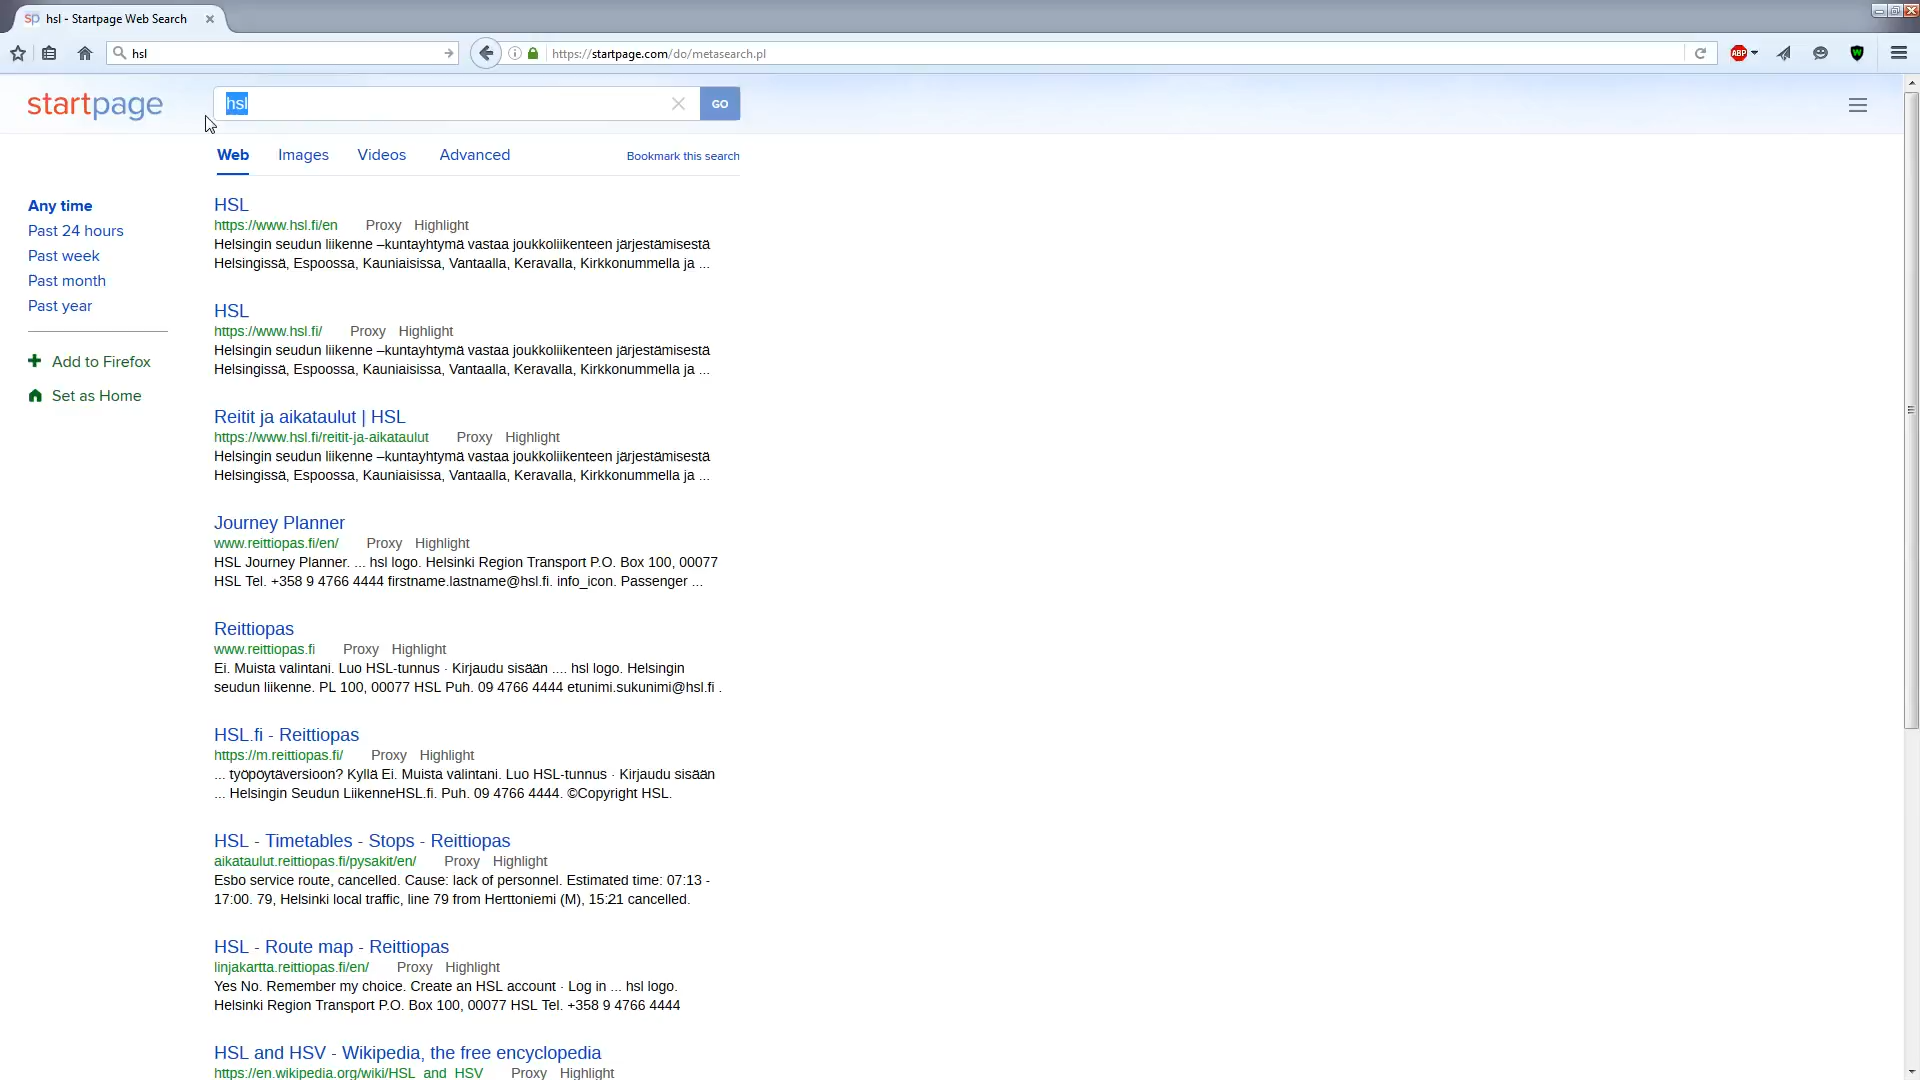 hsl - Startpage Web Search
hsl
https://startpage.com/do/metasearch.pl
ABP
startpage
hsl
GO
Web Images Videos Advanced
Bookmark this search
Any time
Past 24 hours
Past week
Past month
Past year
Add to Firefox
Set as Home
HSL
https://www.hsl.fi/en Proxy Highlight
Helsingin seudun liikenne –kuntayhtymä vastaa joukkoliikenteen järjestämisestä
Helsingissä, Espoossa, Kauniaisissa, Vantaalla, Keravalla, Kirkkonummella ja ...
HSL
https://www.hsl.fi/ Proxy Highlight
Helsingin seudun liikenne –kuntayhtymä vastaa joukkoliikenteen järjestämisestä
Helsingissä, Espoossa, Kauniaisissa, Vantaalla, Keravalla, Kirkkonummella ja ...
Reitit ja aikataulut | HSL
https://www.hsl.fi/reitit-ja-aikataulut Proxy Highlight
Helsingin seudun liikenne –kuntayhtymä vastaa joukkoliikenteen järjestämisestä
Helsingissä, Espoossa, Kauniaisissa, Vantaalla, Keravalla, Kirkkonummella ja ...
Journey Planner
www.reittiopas.fi/en/ Proxy Highlight
HSL Journey Planner. ... hsl logo. Helsinki Region Transport P.O. Box 100, 00077
HSL Tel. +358 9 4766 4444 firstname.lastname@hsl.fi. info_icon. Passenger ...
Reittiopas
www.reittiopas.fi Proxy Highlight
Ei. Muista valintani. Luo HSL-tunnus · Kirjaudu sisään .... hsl logo. Helsingin
seudun liikenne. PL 100, 00077 HSL Puh. 09 4766 4444 etunimi.sukunimi@hsl.fi .
HSL.fi - Reittiopas
https://m.reittiopas.fi/ Proxy Highlight
... työpöytäversioon? Kyllä Ei. Muista valintani. Luo HSL-tunnus · Kirjaudu sisään
... Helsingin Seudun LiikenneHSL.fi. Puh. 09 4766 4444. ©Copyright HSL.
HSL - Timetables - Stops - Reittiopas
aikataulut.reittiopas.fi/pysakit/en/ Proxy Highlight
Esbo service route, cancelled. Cause: lack of personnel. Estimated time: 07:13 -
17:00. 79, Helsinki local traffic, line 79 from Herttoniemi (M), 15:21 cancelled.
HSL - Route map - Reittiopas
linjakartta.reittiopas.fi/en/ Proxy Highlight
Yes No. Remember my choice. Create an HSL account · Log in ... hsl logo.
Helsinki Region Transport P.O. Box 100, 00077 HSL Tel. +358 9 4766 4444
HSL and HSV - Wikipedia, the free encyclopedia
https://en.wikipedia.org/wiki/HSL_and_HSV Proxy Highlight